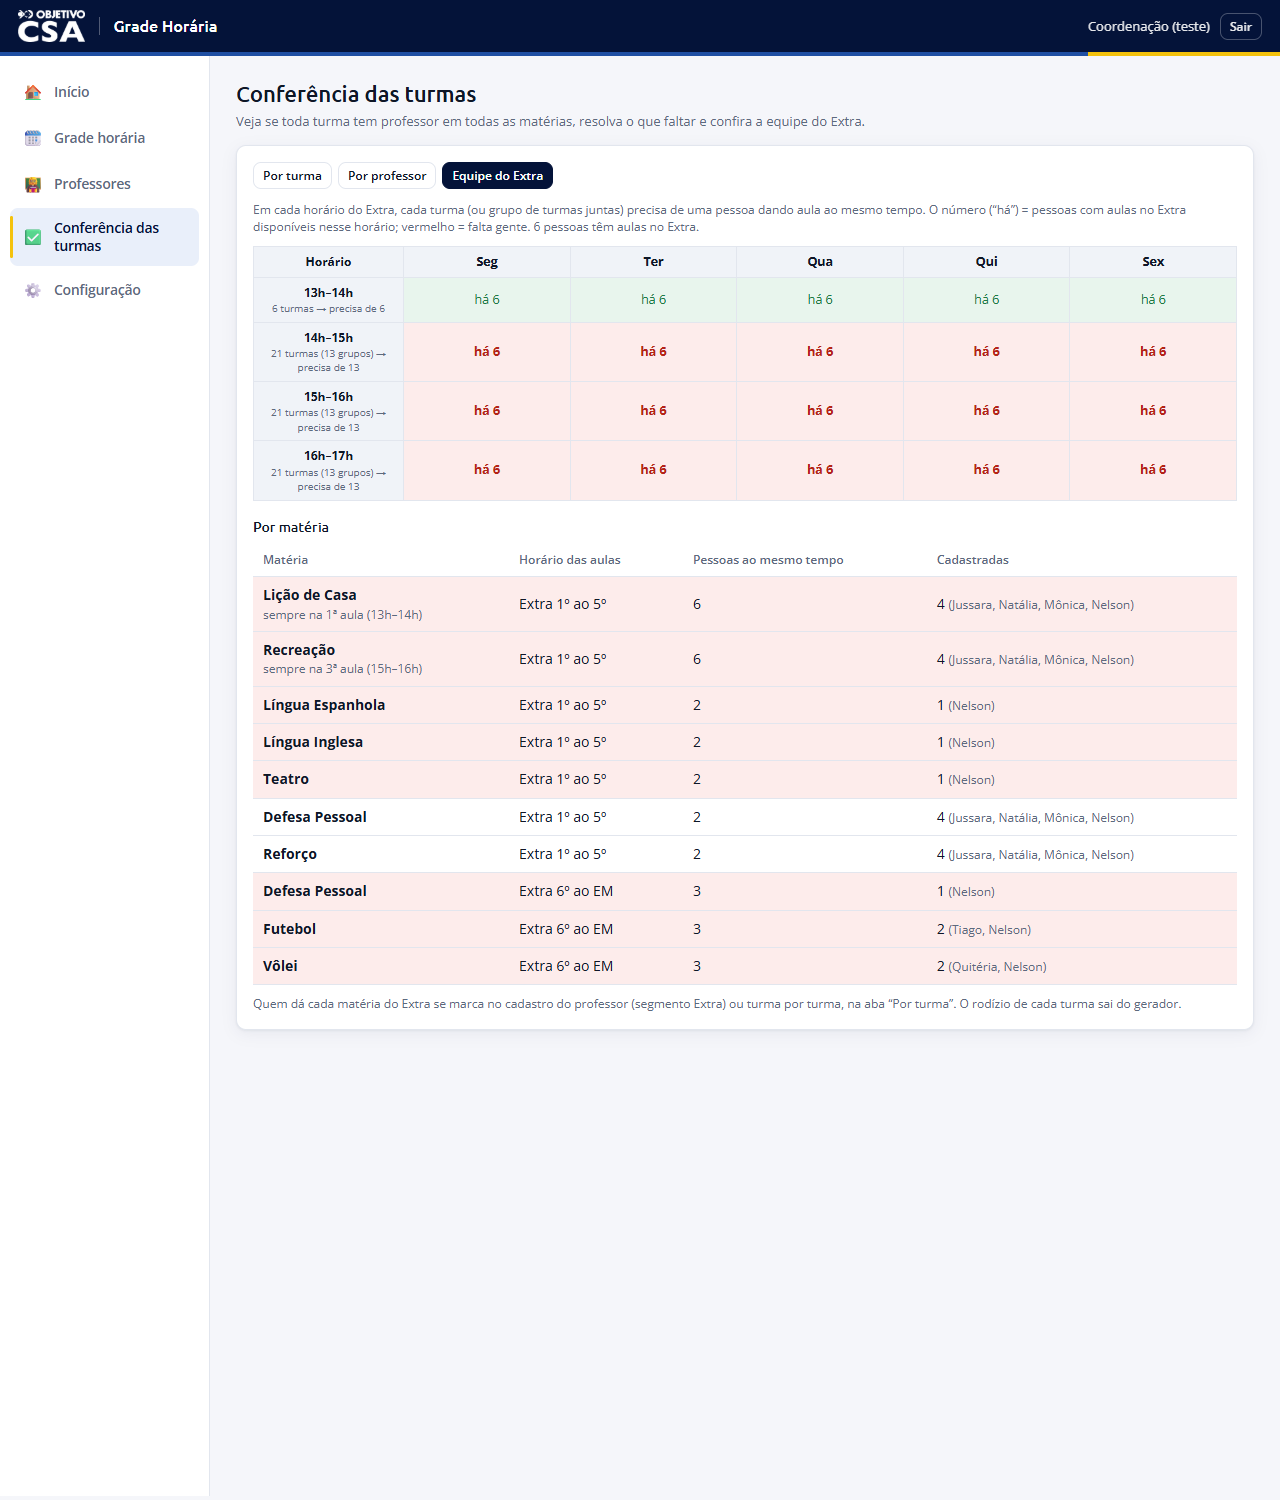 OBJETIVO
CSA
Grade Horária
Coordenação (teste)
Sair
Início
Grade horária
Professores
Conferência das
turmas
Configuração
Conferência das turmas
Veja se toda turma tem professor em todas as matérias, resolva o que faltar e confira a equipe do Extra.
Por turma
Por professor
Equipe do Extra
Em cada horário do Extra, cada turma (ou grupo de turmas juntas) precisa de uma pessoa dando aula ao mesmo tempo. O número (“há”) = pessoas com aulas no Extra
disponíveis nesse horário; vermelho = falta gente. 6 pessoas têm aulas no Extra.
Horário Seg Ter Qua Qui Sex
13h–14h
6 turmas → precisa de 6
há 6 há 6 há 6 há 6 há 6
14h–15h
21 turmas (13 grupos) →
precisa de 13
há 6 há 6 há 6 há 6 há 6
15h–16h
21 turmas (13 grupos) →
precisa de 13
há 6 há 6 há 6 há 6 há 6
16h–17h
21 turmas (13 grupos) →
precisa de 13
há 6 há 6 há 6 há 6 há 6
Por matéria
Matéria Horário das aulas Pessoas ao mesmo tempo Cadastradas
Lição de Casa
sempre na 1ª aula (13h–14h)
Extra 1º ao 5º 6 4 (Jussara, Natália, Mônica, Nelson)
Recreação
sempre na 3ª aula (15h–16h)
Extra 1º ao 5º 6 4 (Jussara, Natália, Mônica, Nelson)
Língua Espanhola Extra 1º ao 5º 2 1 (Nelson)
Língua Inglesa Extra 1º ao 5º 2 1 (Nelson)
Teatro Extra 1º ao 5º 2 1 (Nelson)
Defesa Pessoal Extra 1º ao 5º 2 4 (Jussara, Natália, Mônica, Nelson)
Reforço Extra 1º ao 5º 2 4 (Jussara, Natália, Mônica, Nelson)
Defesa Pessoal Extra 6º ao EM 3 1 (Nelson)
Futebol Extra 6º ao EM 3 2 (Tiago, Nelson)
Vôlei Extra 6º ao EM 3 2 (Quitéria, Nelson)
Quem dá cada matéria do Extra se marca no cadastro do professor (segmento Extra) ou turma por turma, na aba “Por turma”. O rodízio de cada turma sai do gerador.